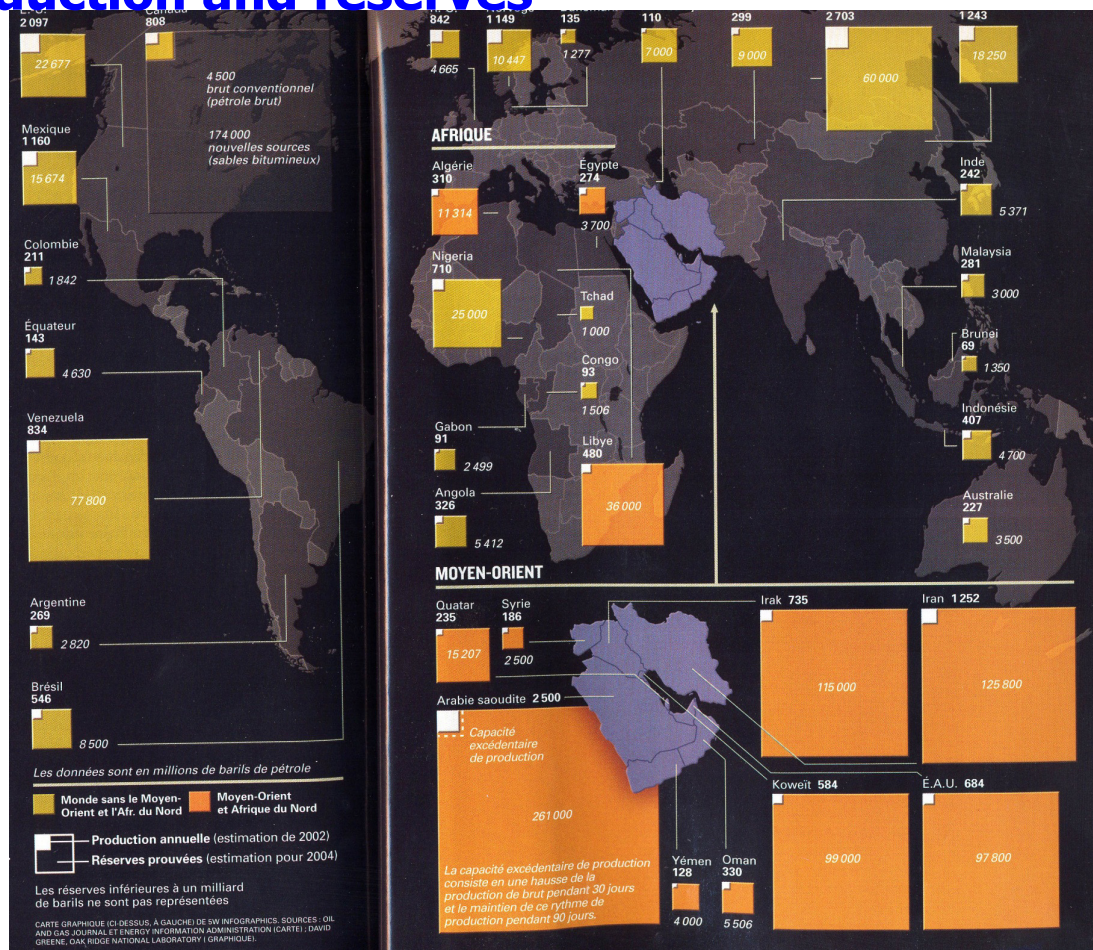 duction and reserves
2 097
22 677
Canada
808
4 500
brut conventionnel
(pétrole brut)
174 000
nouvelles sources
(sables bitumineux)
Mexique
1 160
15 674
Colombie
211
1 842
Équateur
143
4 630
Venezuela
834
77 800
Argentine
269
2 820
Brésil
546
8 500
Les données sont en millions de barils de pétrole
Monde sans le Moyen-
Orient et l'Afr. du Nord
Moyen-Orient
et Afrique du Nord
Production annuelle (estimation de 2002)
Réserves prouvées (estimation pour 2004)
Les réserves inférieures à un milliard
de barils ne sont pas représentées
CARTE GRAPHIQUE (CI-DESSUS, À GAUCHE) DE 5W INFOGRAPHICS. SOURCES : OIL
AND GAS JOURNAL ET ENERGY INFORMATION ADMINISTRATION (CARTE) ; DAVID
GREENE, OAK RIDGE NATIONAL LABORATORY ( GRAPHIQUE).
842
4 665
1 149
10 447
135
1 277
110
7 000
299
9 000
2 703
60 000
1 243
18 250
AFRIQUE
Algérie
310
11 314
Égypte
274
3 700
Nigeria
710
25 000
Tchad
1 000
Congo
93
1 506
Gabon
91
2 499
Libye
480
36 000
Angola
326
5 412
Inde
242
5 371
Malaysia
281
3 000
Brunei
69
1 350
Indonésie
407
4 700
Australie
227
3 500
MOYEN-ORIENT
Quatar
235
15 207
Syrie
186
2 500
Irak 735
115 000
Iran 1 252
125 800
Arabie saoudite 2 500
Capacité
excédentaire
de production
261 000
La capacité excédentaire de production
consiste en une hausse de la
production de brut pendant 30 jours
et le maintien de ce rythme de
production pendant 90 jours.
Yémen
128
4 000
Oman
330
5 506
Koweït 584
99 000
É.A.U. 684
97 800